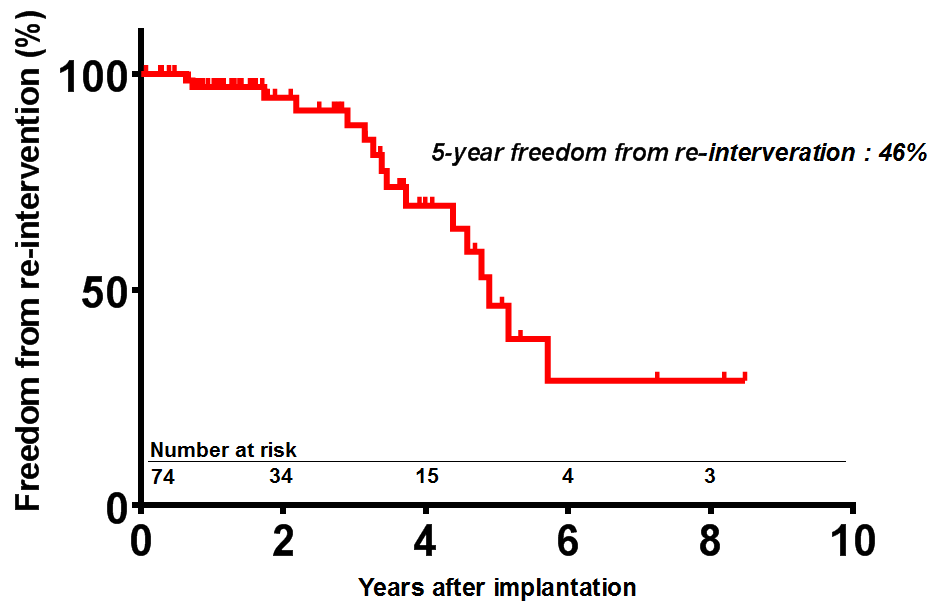 Freedom from re-intervention (%)
100
50
0
5-year freedom from re-interveration : 46%
Number at risk
74 34 15 4 3
0 2 4 6 8 10
Years after implantation